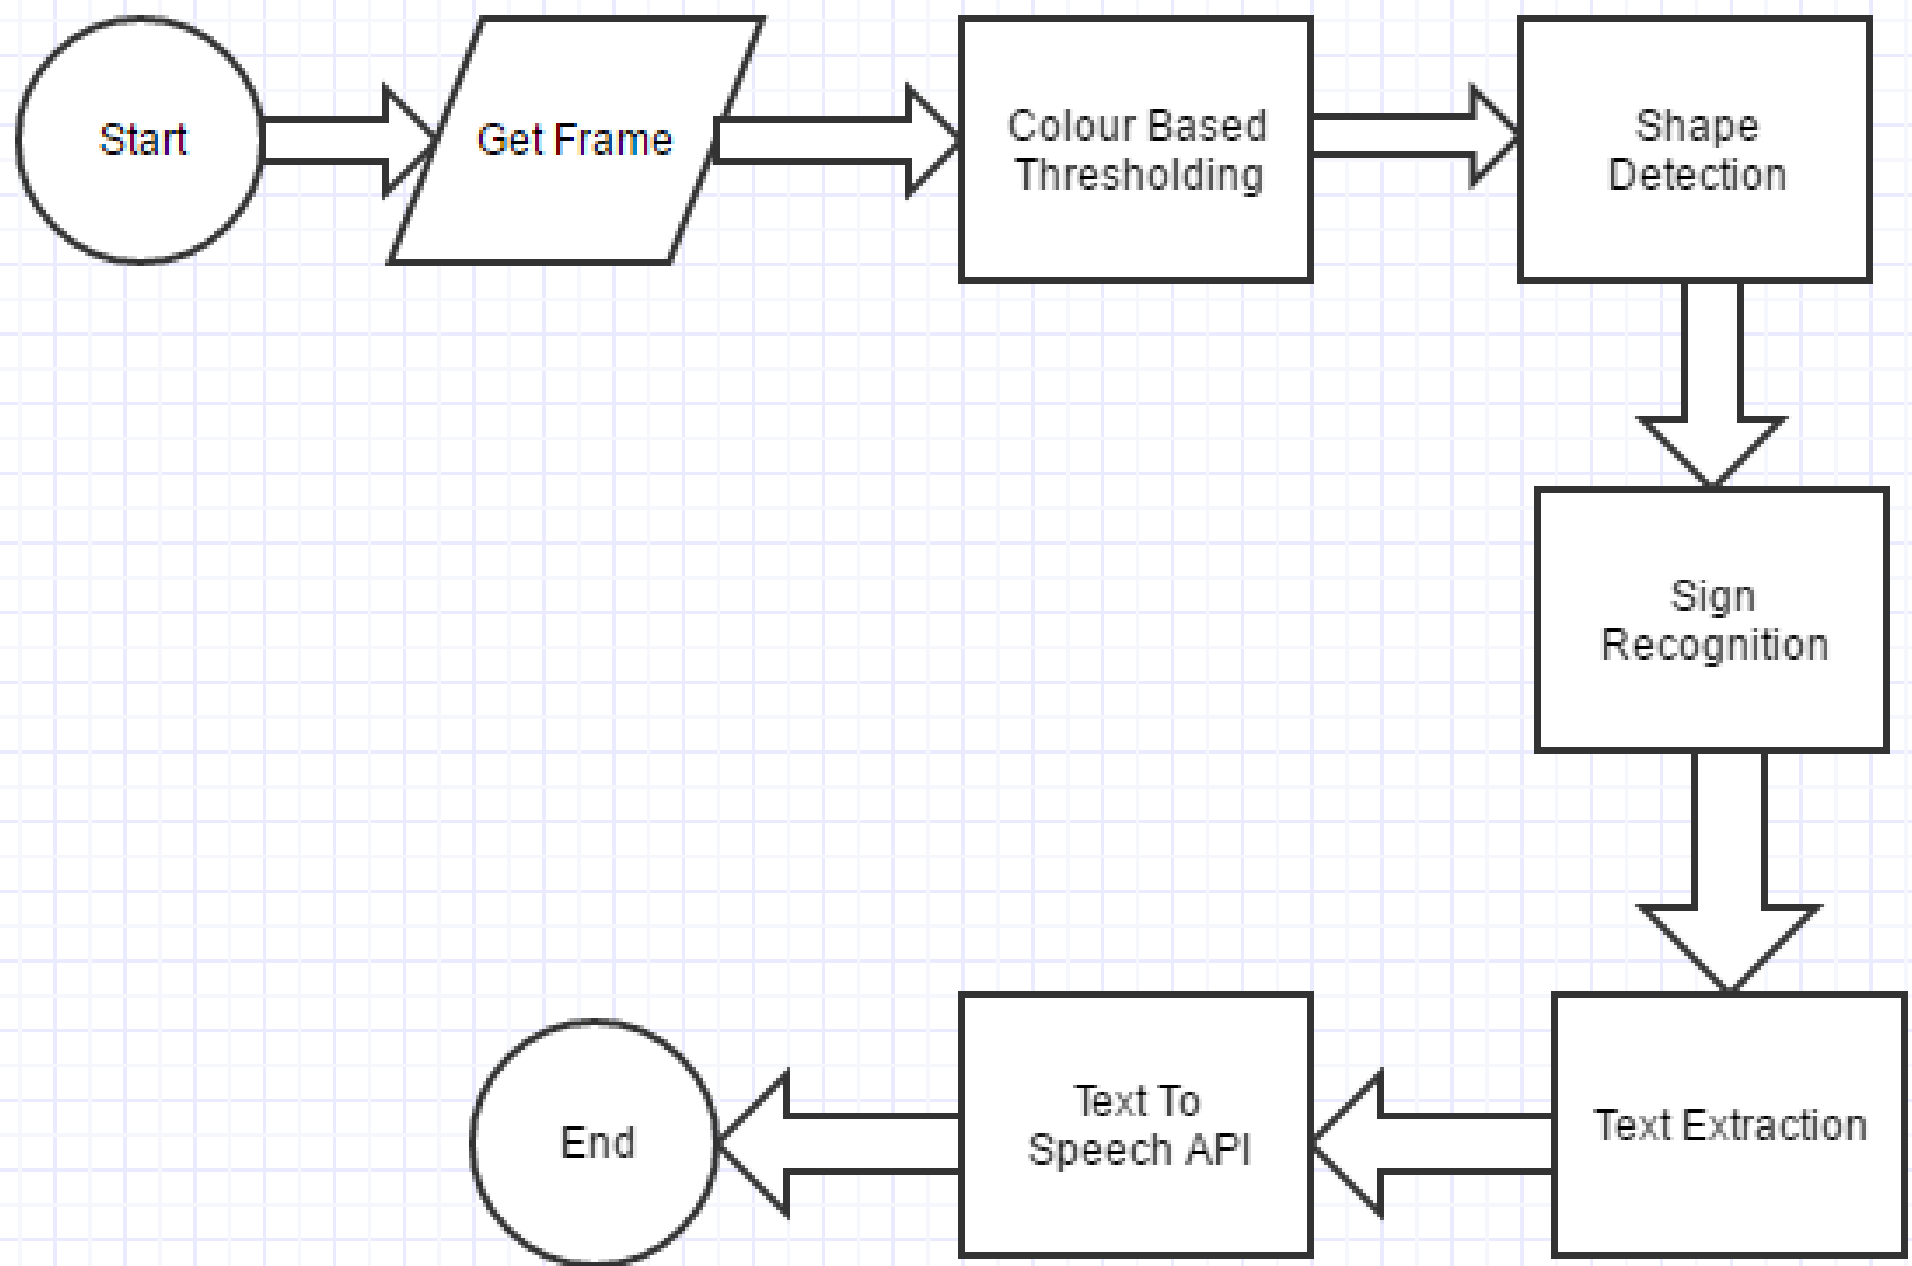 Start
Get Frame
Colour Based
Thresholding
Shape
Detection
Sign
Recognition
Text Extraction
Text To
Speech API
End